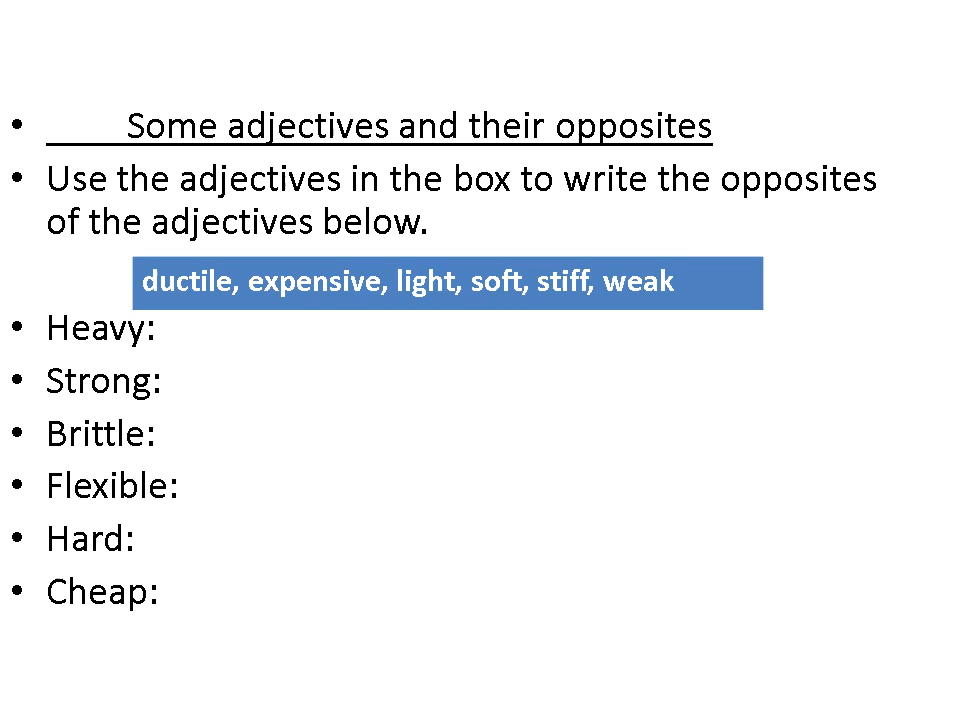 • Some adjectives and their opposites
• Use the adjectives in the box to write the opposites
of the adjectives below.
ductile, expensive, light, soft, stiff, weak
• Heavy:
• Strong:
• Brittle:
• Flexible:
• Hard:
• Cheap: